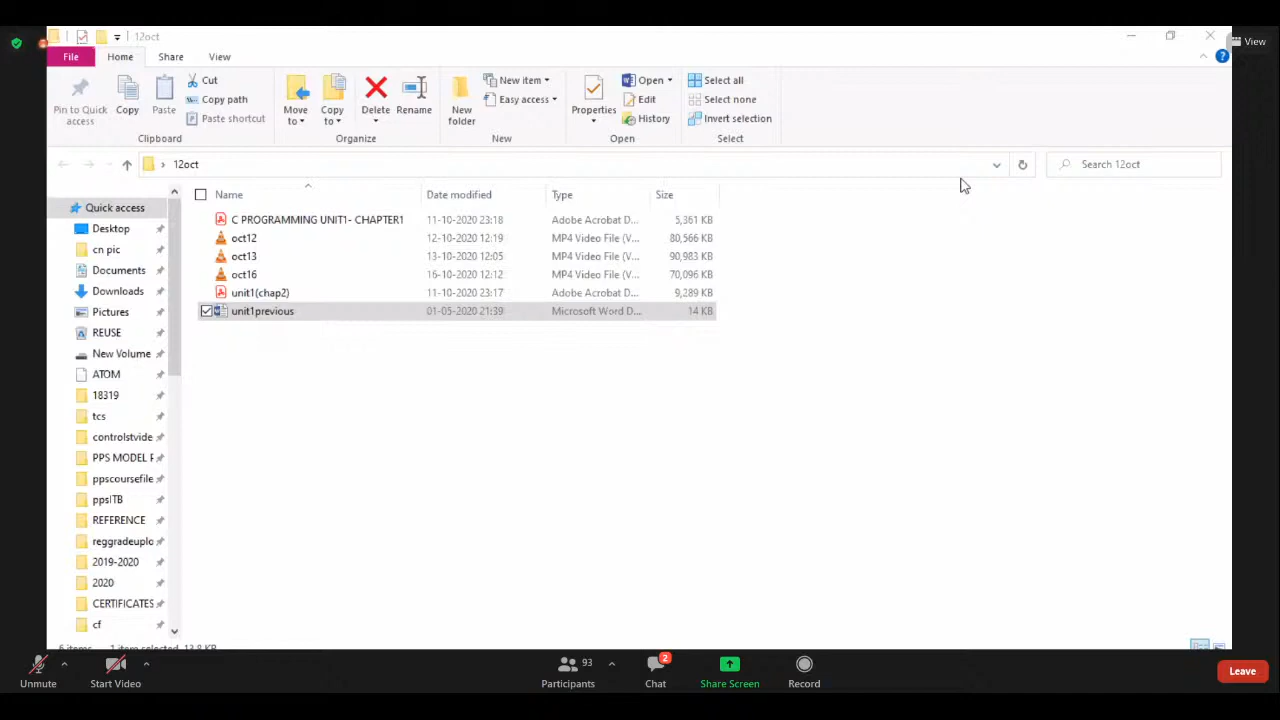 12oct
View
File Home Share View
Pin to Quick access
Copy
Paste
Cut
Copy path
Paste shortcut
Clipboard
Move to
Copy to
Delete
Rename
Organize
New folder
New item
Easy access
New
Properties
Open
Edit
History
Open
Select all
Select none
Invert selection
Select
12oct
Search 12oct
Name Date modified Type Size
C PROGRAMMING UNIT1- CHAPTER1 11-10-2020 23:18 Adobe Acrobat D... 5,361 KB
oct12 12-10-2020 12:19 MP4 Video File (V... 80,566 KB
oct13 13-10-2020 12:05 MP4 Video File (V... 90,983 KB
oct16 16-10-2020 12:12 MP4 Video File (V... 70,096 KB
unit1(chap2) 11-10-2020 23:17 Adobe Acrobat D... 9,289 KB
unit1previous 01-05-2020 21:39 Microsoft Word D... 14 KB
Quick access
Desktop
cn pic
Documents
Downloads
Pictures
REUSE
New Volume
ATOM
18319
tcs
controlstvide
PPS MODEL F
ppscoursefile
ppsITB
REFERENCE
reggradeuplo
2019-2020
2020
CERTIFICATES
cf
6 items 1 item selected 13.8 KB
Unmute
Start Video
93
Participants
2
Chat
Share Screen
Record
Leave